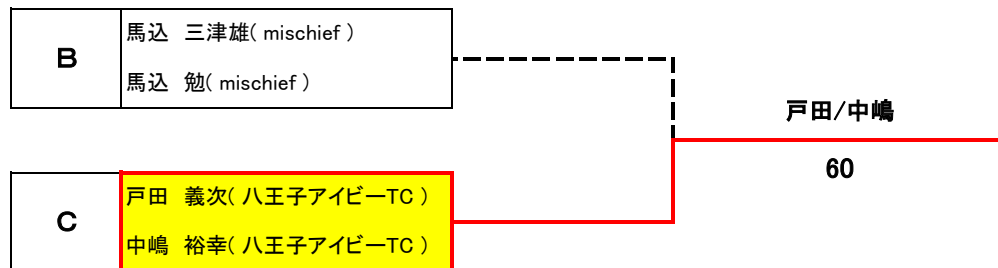 B
馬込　三津雄( mischief )
馬込　勉( mischief )
戸田/中嶋
60
C
戸田　義次( 八王子アイビーTC )
中嶋　裕幸( 八王子アイビーTC )